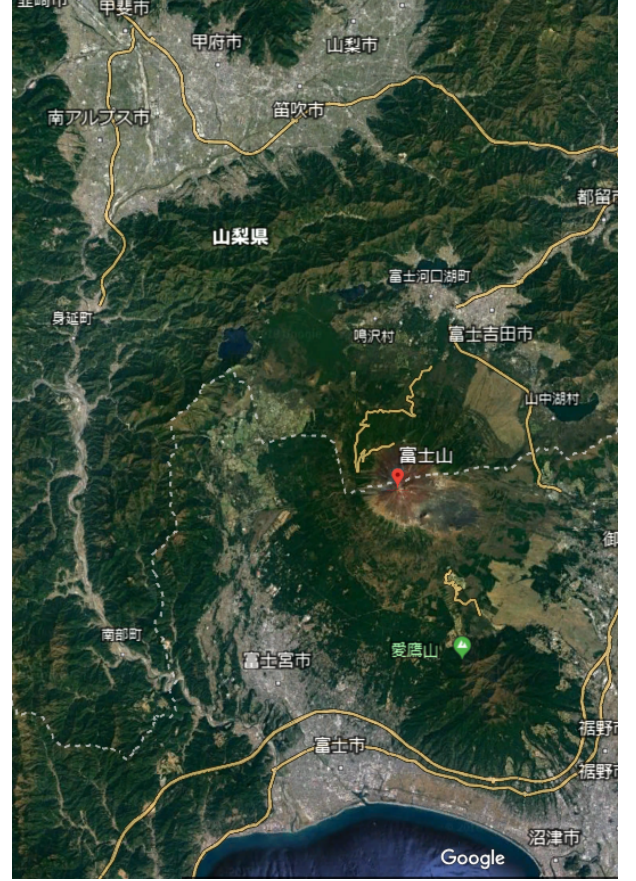 甲斐市
甲府市
山梨市
笛吹市
南アルプス市
都留市
山梨県
富士河口湖町
身延町
鳴沢村
富士吉田市
山中湖村
富士山
御
南部町
愛鷹山
富士宮市
裾野
富士市
裾野市
沼津市
Google